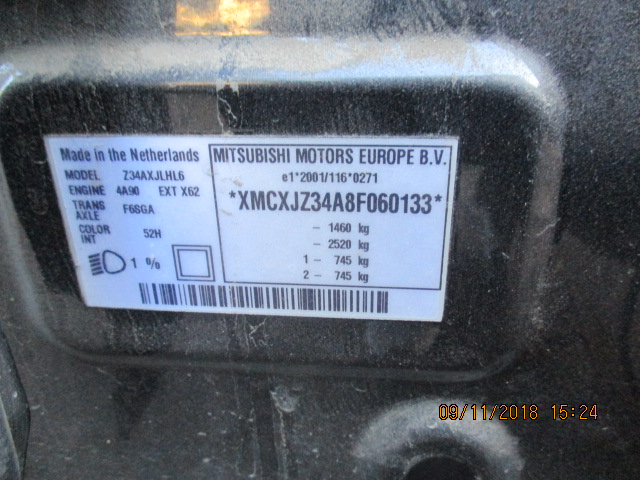 Made in the Netherlands
MODEL Z34AXJLHL6
ENGINE 4A90 EXT X62
TRANS AXLE F6SGA
COLOR INT 52H
1 %
MITSUBISHI MOTORS EUROPE B.V.
e1*2001/116*0271
*XMCXJZ34A8F060133*
- 1460 kg
- 2520 kg
1 - 745 kg
2 - 745 kg
09/11/2018 15:24